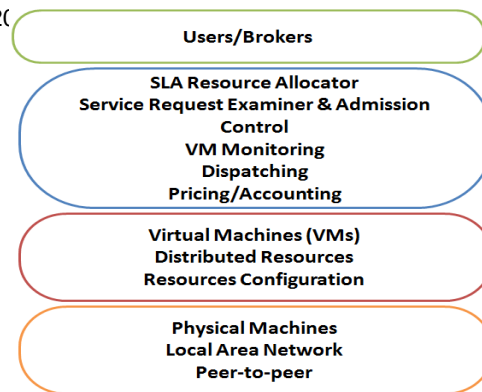 Users/Brokers
SLA Resource Allocator
Service Request Examiner & Admission
Control
VM Monitoring
Dispatching
Pricing/Accounting
Virtual Machines (VMs)
Distributed Resources
Resources Configuration
Physical Machines
Local Area Network
Peer-to-peer